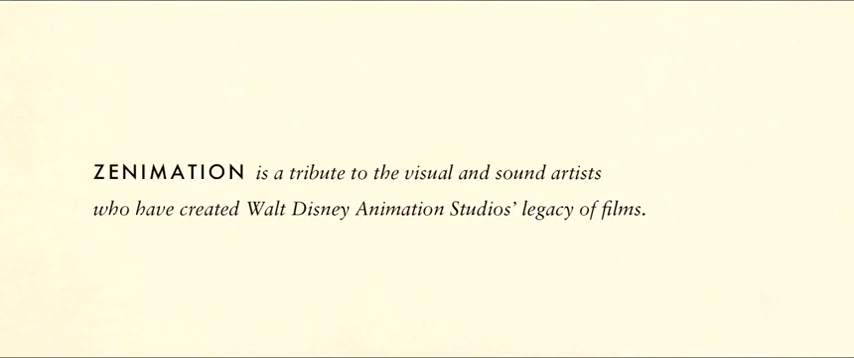 ZENIMATION is a tribute to the visual and sound artists
who have created Walt Disney Animation Studios’ legacy of films.